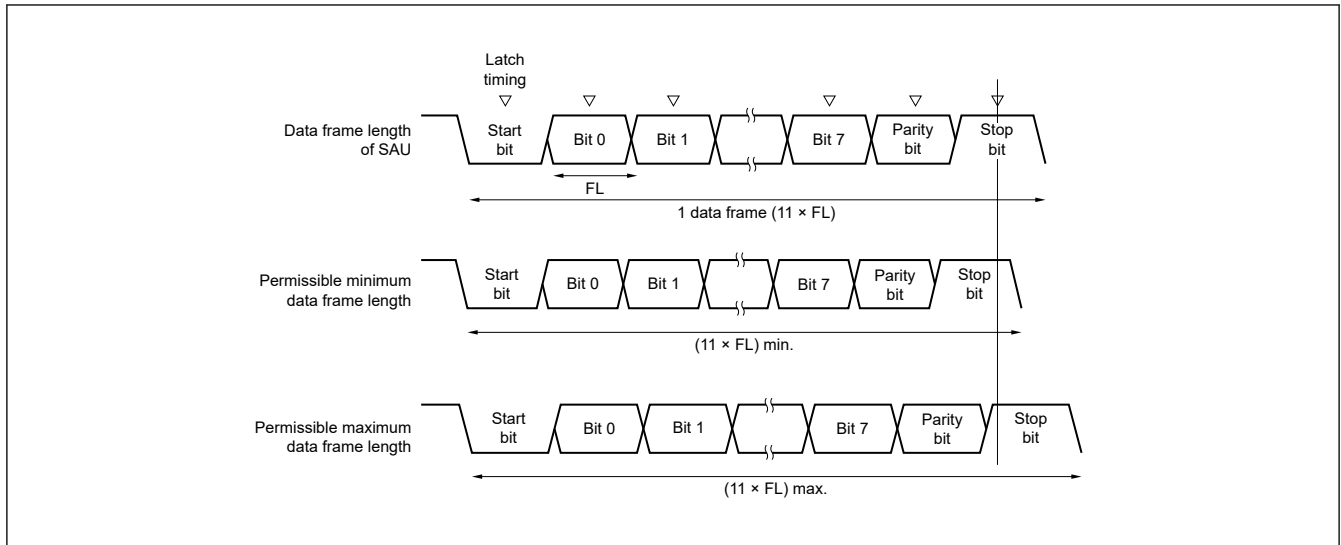 Latch
timing
Data frame length
of SAU
Start
bit
Bit 0
Bit 1
Bit 7
Parity
bit
Stop
bit
FL
1 data frame (11 × FL)
Permissible minimum
data frame length
Start
bit
Bit 0
Bit 1
Bit 7
Parity
bit
Stop
bit
(11 × FL) min.
Permissible maximum
data frame length
Start
bit
Bit 0
Bit 1
Bit 7
Parity
bit
Stop
bit
(11 × FL) max.